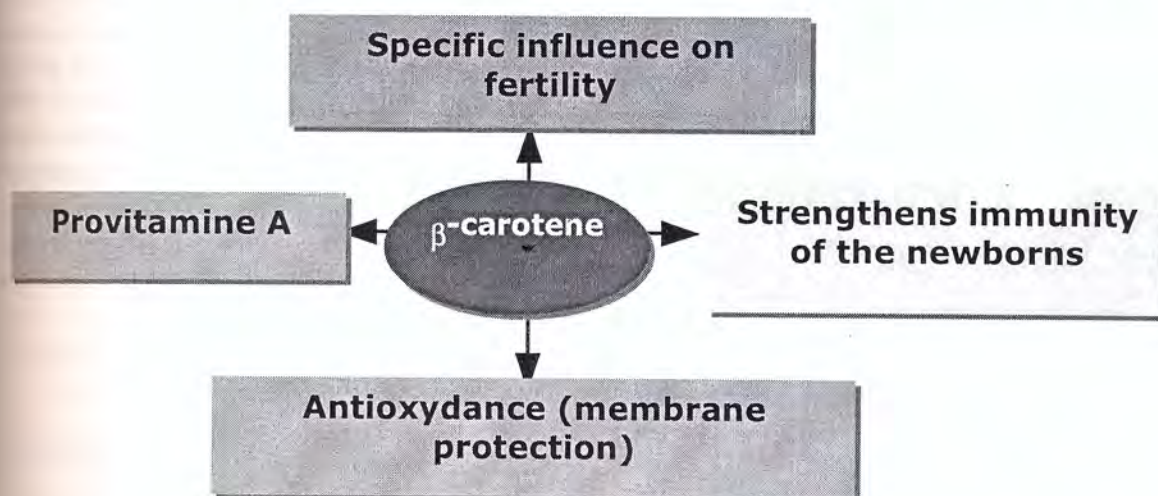 Specific influence on
fertility
Provitamine A
β-carotene
Strengthens immunity
of the newborns
Antioxydance (membrane
protection)